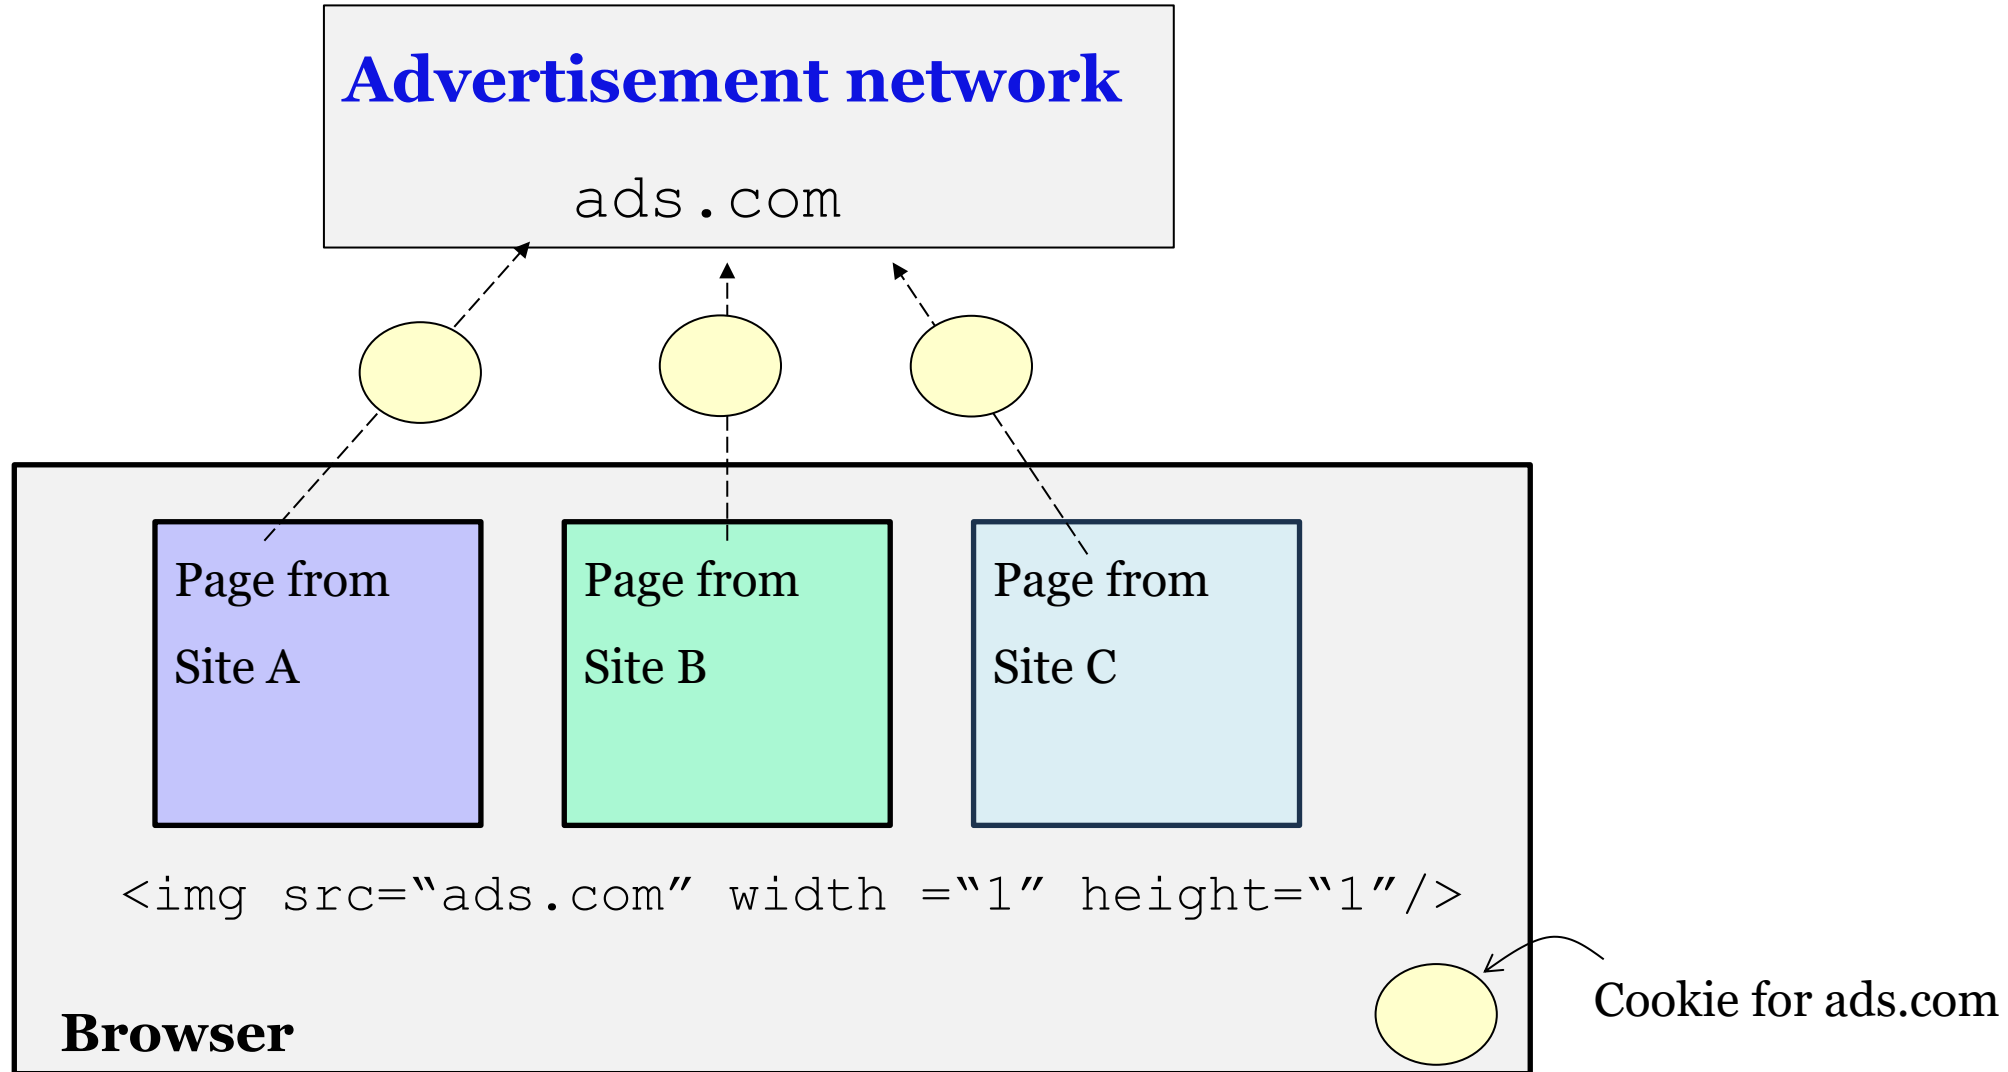 Advertisement network
ads.com
Page from
Site A
Page from
Site B
Page from
Site C
<img src=“ads.com” width =“1” height=“1”/>
Cookie for ads.com
Browser